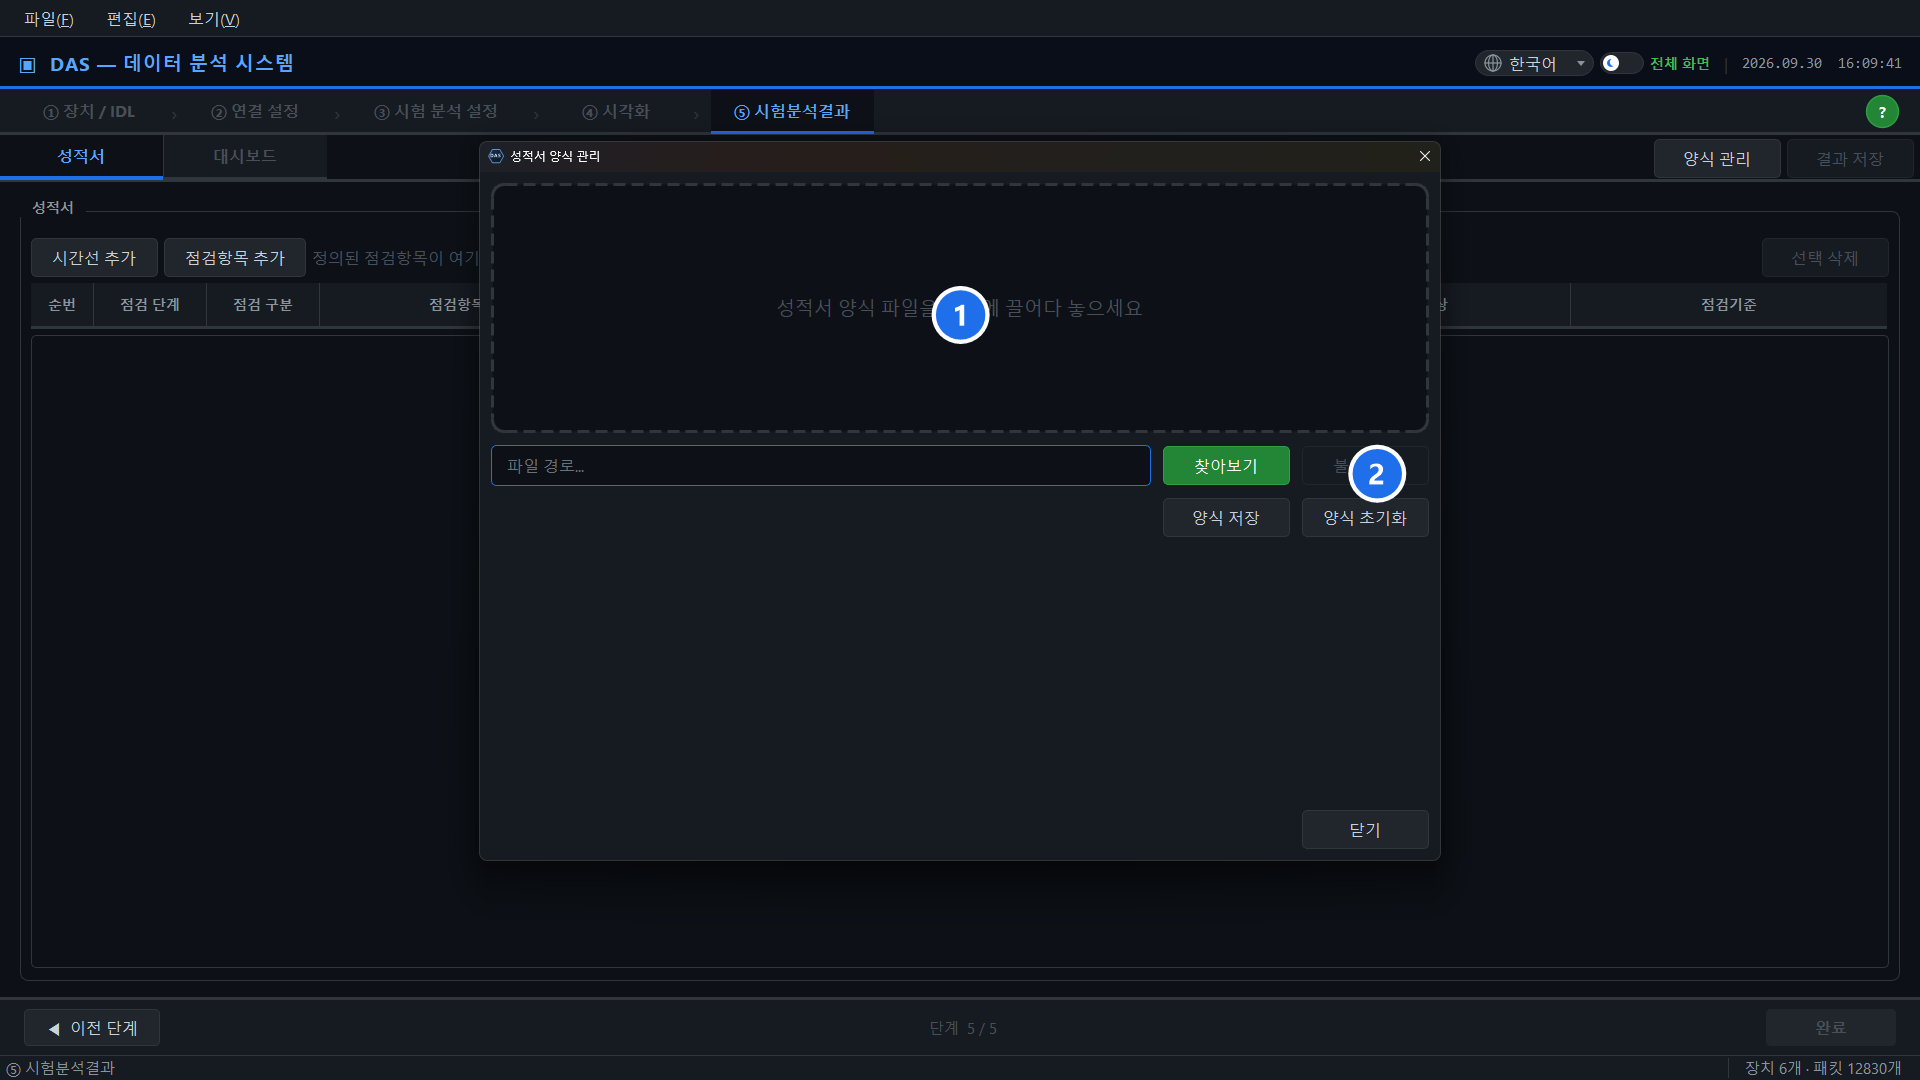 파일(F) 편집(E) 보기(V)
▣ DAS — 데이터 분석 시스템
한국어 전체 화면 | 2026.09.30 16:09:41
① 장치 / IDL › ② 연결 설정 › ③ 시험 분석 설정 › ④ 시각화 › ⑤ 시험분석결과 ?
성적서 대시보드 양식 관리 결과 저장
성적서 양식 관리
성적서
시간선 추가 점검항목 추가 정의된 점검항목이 여기 선택 삭제
순번 점검 단계 점검 구분 점검항목 점검기준
성적서 양식 파일을 끌어다 놓으세요
1
파일 경로... 찾아보기
2
양식 저장 양식 초기화
닫기
◀ 이전 단계 단계 5 / 5 완료
⑤ 시험분석결과 장치 6개 · 패킷 12830개